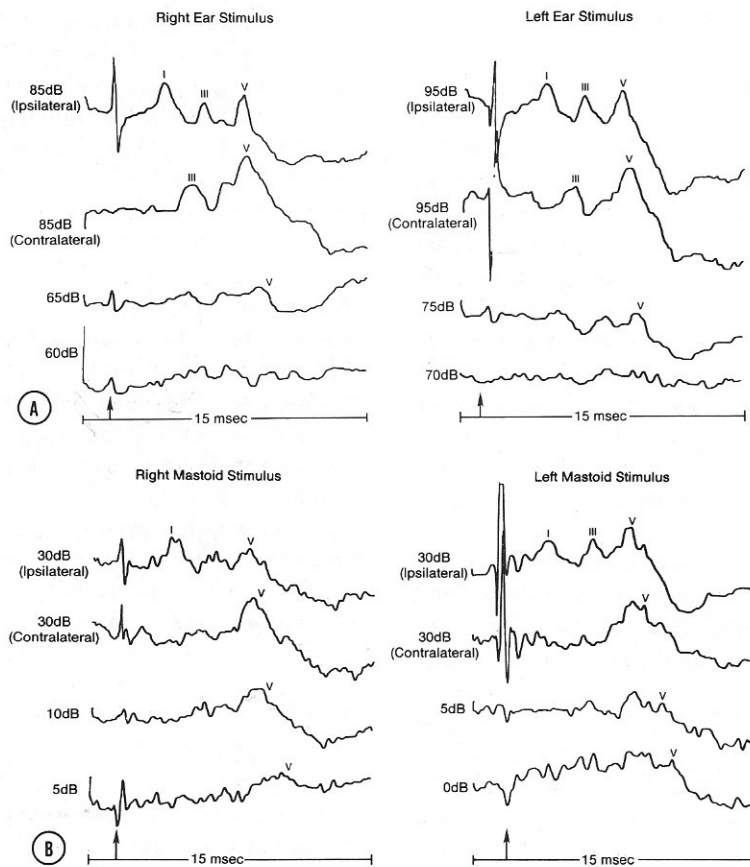 Right Ear Stimulus
85dB
(Ipsilateral)
I
III
V
85dB
(Contralateral)
III
V
65dB
V
60dB
A
15 msec
Left Ear Stimulus
95dB
(Ipsilateral)
I
III
V
95dB
(Contralateral)
III
V
75dB
V
70dB
15 msec
Right Mastoid Stimulus
30dB
(Ipsilateral)
I
V
30dB
(Contralateral)
V
10dB
V
5dB
V
B
15 msec
Left Mastoid Stimulus
30dB
(Ipsilateral)
I
III
V
30dB
(Contralateral)
V
5dB
V
0dB
V
15 msec